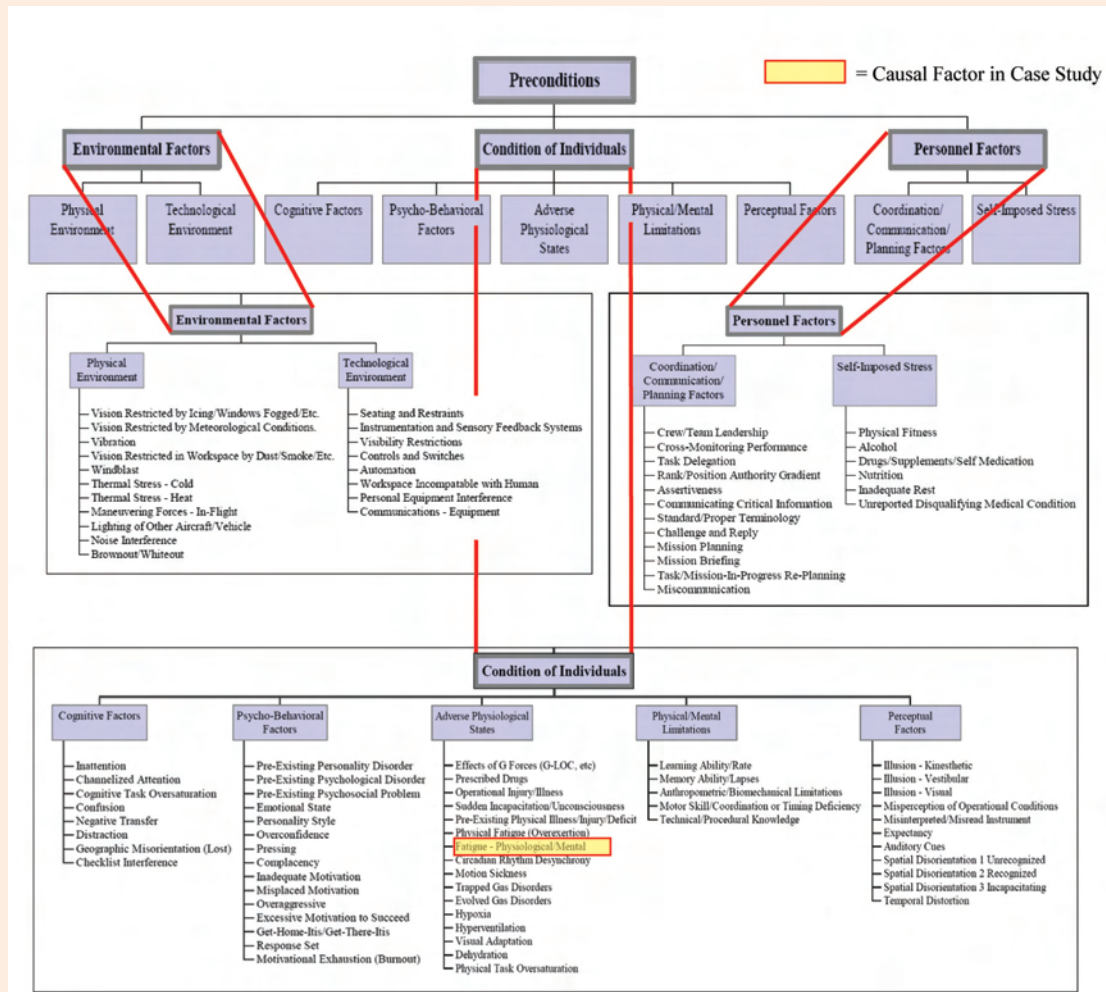 Preconditions
= Causal Factor in Case Study
Environmental Factors
Condition of Individuals
Personnel Factors
Physical
Environment
Technological
Environment
Cognitive Factors
Psycho-Behavioral
Factors
Adverse
Physiological
States
Physical/Mental
Limitations
Perceptual Factors
Coordination/
Communication/
Planning Factors
Self-Imposed Stress
Environmental Factors
Physical
Environment
Vision Restricted by Icing/Windows Fogged/Etc.
Vision Restricted by Meteorological Conditions.
Vibration
Vision Restricted in Workspace by Dust/Smoke/Etc.
Windblast
Thermal Stress - Cold
Thermal Stress - Heat
Maneuvering Forces - In-Flight
Lighting of Other Aircraft/Vehicle
Noise Interference
Brownout/Whiteout
Technological
Environment
Seating and Restraints
Instrumentation and Sensory Feedback Systems
Visibility Restrictions
Controls and Switches
Automation
Workspace Incompatable with Human
Personal Equipment Interference
Communications - Equipment
Personnel Factors
Coordination/
Communication/
Planning Factors
Crew/Team Leadership
Cross-Monitoring Performance
Task Delegation
Rank/Position Authority Gradient
Assertiveness
Communicating Critical Information
Standard/Proper Terminology
Challenge and Reply
Mission Planning
Mission Briefing
Task/Mission-In-Progress Re-Planning
Miscommunication
Self-Imposed Stress
Physical Fitness
Alcohol
Drugs/Supplements/Self Medication
Nutrition
Inadequate Rest
Unreported Disqualifying Medical Condition
Condition of Individuals
Cognitive Factors
Inattention
Channelized Attention
Cognitive Task Oversaturation
Confusion
Negative Transfer
Distraction
Geographic Misorientation (Lost)
Checklist Interference
Psycho-Behavioral
Factors
Pre-Existing Personality Disorder
Pre-Existing Psychological Disorder
Pre-Existing Psychosocial Problem
Emotional State
Personality Style
Overconfidence
Pressing
Complacency
Inadequate Motivation
Misplaced Motivation
Overaggressive
Excessive Motivation to Succeed
Get-Home-Itis/Get-There-Itis
Response Set
Motivational Exhaustion (Burnout)
Adverse Physiological
States
Effects of G Forces (G-LOC, etc)
Prescribed Drugs
Operational Injury/Illness
Sudden Incapacitation/Unconsciousness
Pre-Existing Physical Illness/Injury/Deficit
Physical Fatigue (Overexertion)
Fatigue - Physiological/Mental
Circadian Rhythm Desynchrony
Motion Sickness
Trapped Gas Disorders
Evolved Gas Disorders
Hypoxia
Hyperventilation
Visual Adaptation
Dehydration
Physical Task Oversaturation
Physical/Mental
Limitations
Learning Ability/Rate
Memory Ability/Lapses
Anthropometric/Biomechanical Limitations
Motor Skill/Coordination or Timing Deficiency
Technical/Procedural Knowledge
Perceptual
Factors
Illusion - Kinesthetic
Illusion - Vestibular
Illusion - Visual
Misperception of Operational Conditions
Misinterpreted/Misread Instrument
Expectancy
Auditory Cues
Spatial Disorientation 1 Unrecognized
Spatial Disorientation 2 Recognized
Spatial Disorientation 3 Incapacitating
Temporal Distortion